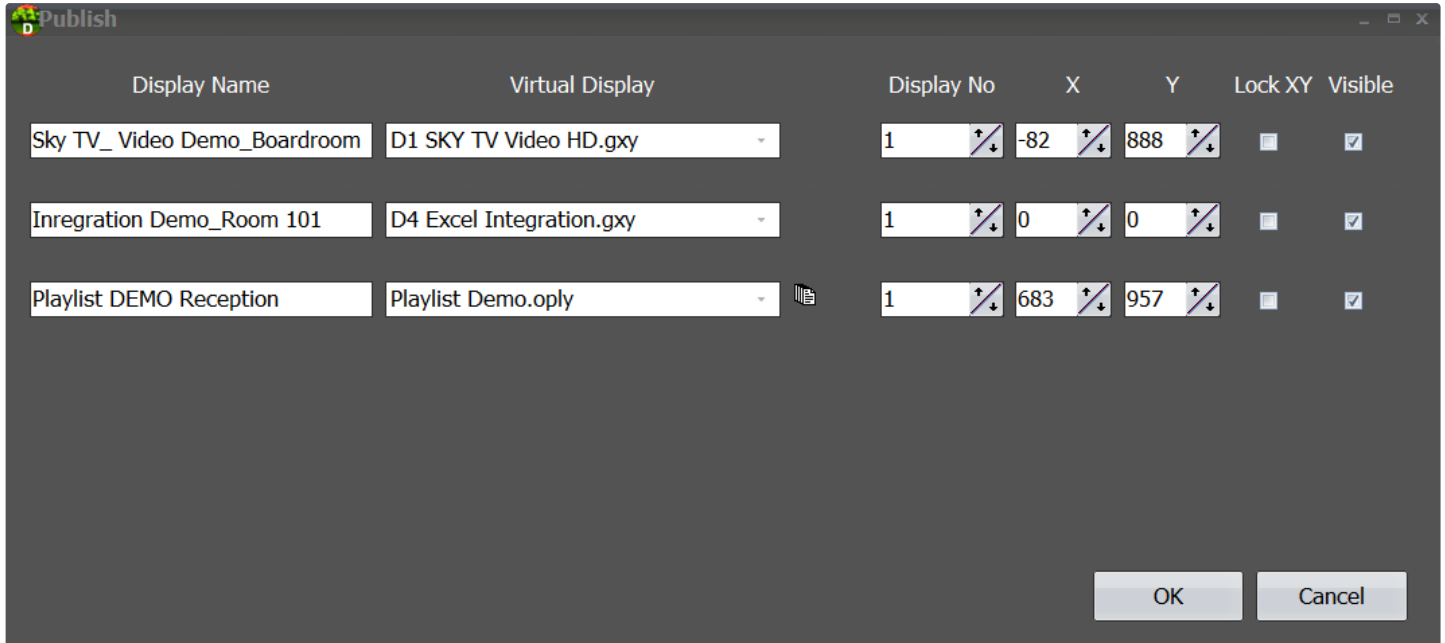 Publish
Display Name Virtual Display Display No X Y Lock XY Visible
Sky TV_ Video Demo_Boardroom D1 SKY TV Video HD.gxy 1 -82 888
Inregration Demo_Room 101 D4 Excel Integration.gxy 1 0 0
Playlist DEMO Reception Playlist Demo.oply 1 683 957
OK Cancel